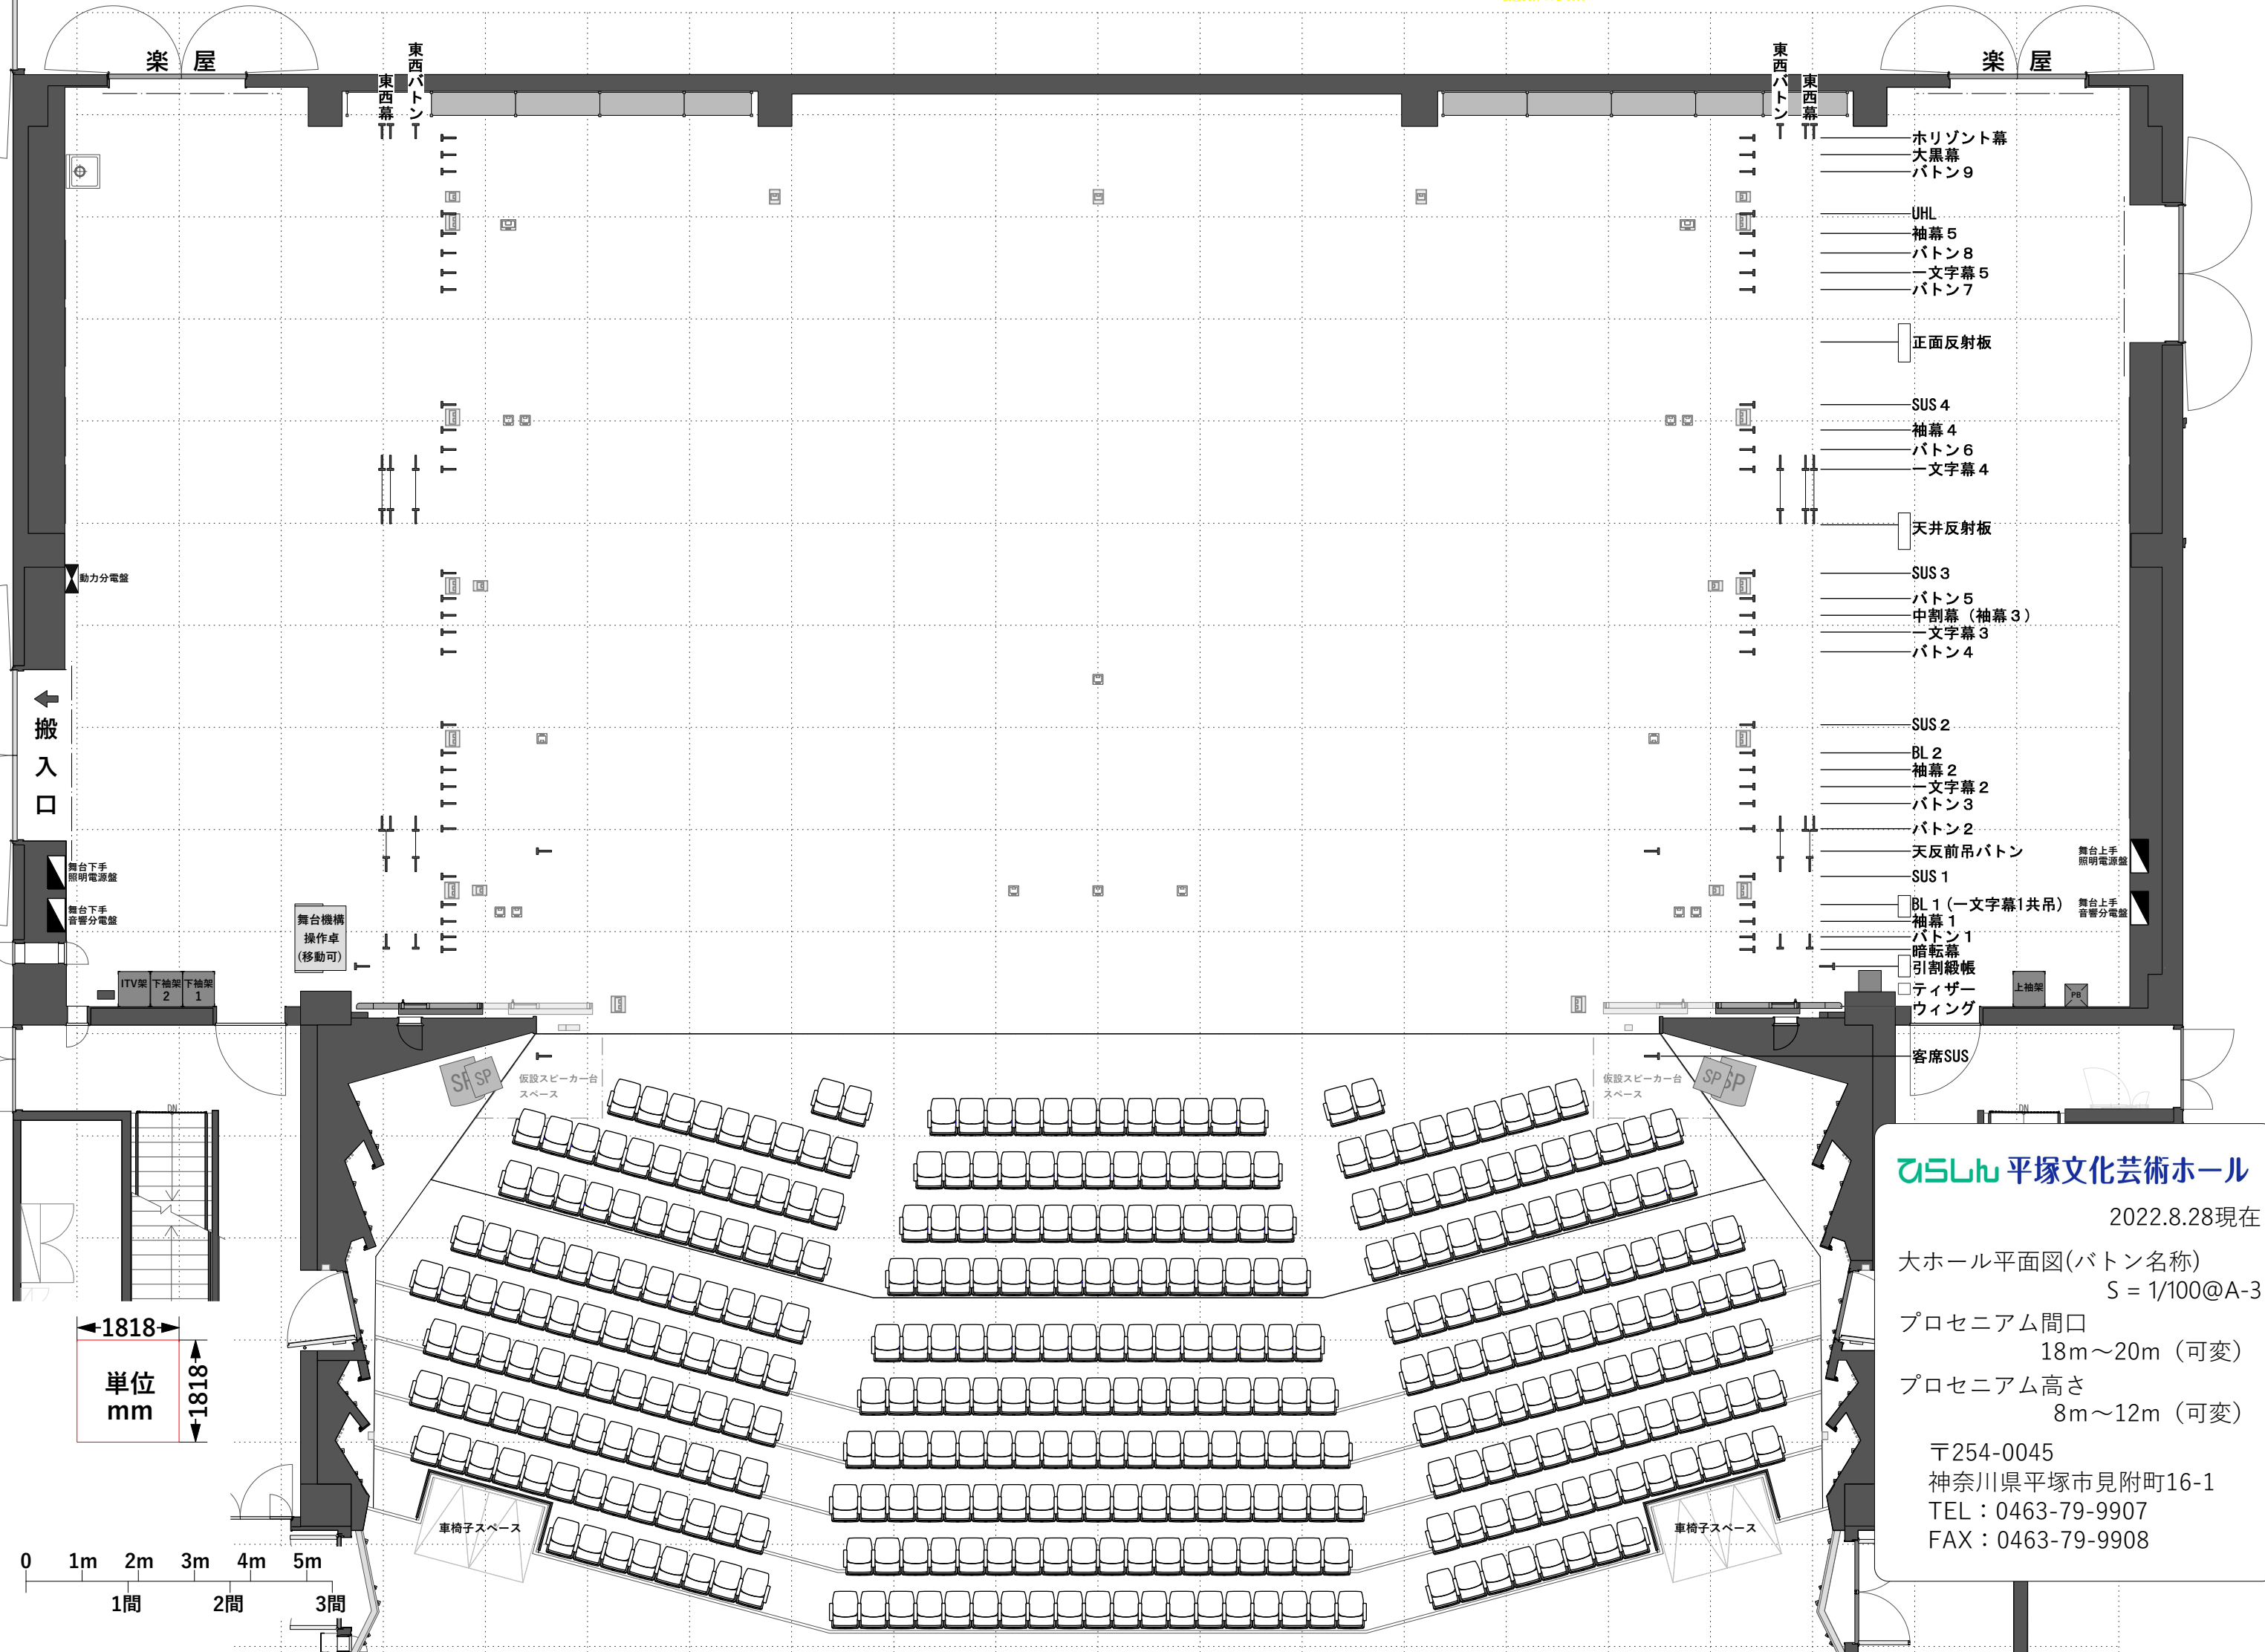 楽屋
東西幕
東西バトン
東西バトン
東西幕
楽屋
ホリゾント幕
大黒幕
バトン9
UHL
袖幕5
バトン8
一文字幕5
バトン7
正面反射板
SUS4
袖幕4
バトン6
一文字幕4
天井反射板
SUS3
バトン5
中割幕（袖幕3）
一文字幕3
バトン4
SUS2
BL2
袖幕2
一文字幕2
バトン3
バトン2
天反前吊バトン
SUS1
BL1(一文字幕1共吊)
袖幕1
バトン1
暗転幕
引割緞帳
ティザー
ウィング
客席SUS
動力分電盤
搬入口
舞台下手
照明電源盤
舞台下手
音響分電盤
舞台機構
操作卓
(移動可)
ITV架
下袖架
2
下袖架
1
舞台上手
照明電源盤
舞台上手
音響分電盤
上袖架
PB
SP
SP
仮設スピーカー台
スペース
仮設スピーカー台
スペース
SP
SP
DN
DN
車椅子スペース
車椅子スペース
1818
単位
mm
1818
0 1m 2m 3m 4m 5m
1間 2間 3間
ひらしん 平塚文化芸術ホール
2022.8.28現在
大ホール平面図(バトン名称)
S = 1/100@A-3
プロセニアム間口
18m～20m（可変）
プロセニアム高さ
8m～12m（可変）
〒254-0045
神奈川県平塚市見附町16-1
TEL：0463-79-9907
FAX：0463-79-9908